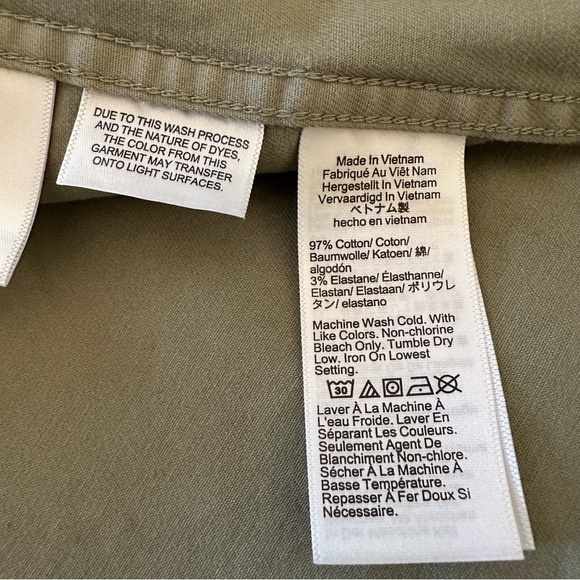 DUE TO THIS WASH PROCESS
AND THE NATURE OF DYES,
THE COLOR FROM THIS
GARMENT MAY TRANSFER
ONTO LIGHT SURFACES.
Made In Vietnam
Fabriqué Au Viêt Nam
Hergestellt In Vietnam
Vervaardigd In Vietnam
ベトナム製
hecho en vietnam
97% Cotton/ Coton/
Baumwolle/ Katoen/ 綿/
algodón
3% Elastane/ Élasthanne/
Elastan/ Elastaan/ ポリウレ
タン/ elastano
Machine Wash Cold. With
Like Colors. Non-chlorine
Bleach Only. Tumble Dry
Low. Iron On Lowest
Setting.
30
Laver À La Machine À
L'eau Froide. Laver En
Séparant Les Couleurs.
Seulement Agent De
Blanchiment Non-chlore.
Sécher À La Machine À
Basse Température.
Repasser À Fer Doux Si
Nécessaire.